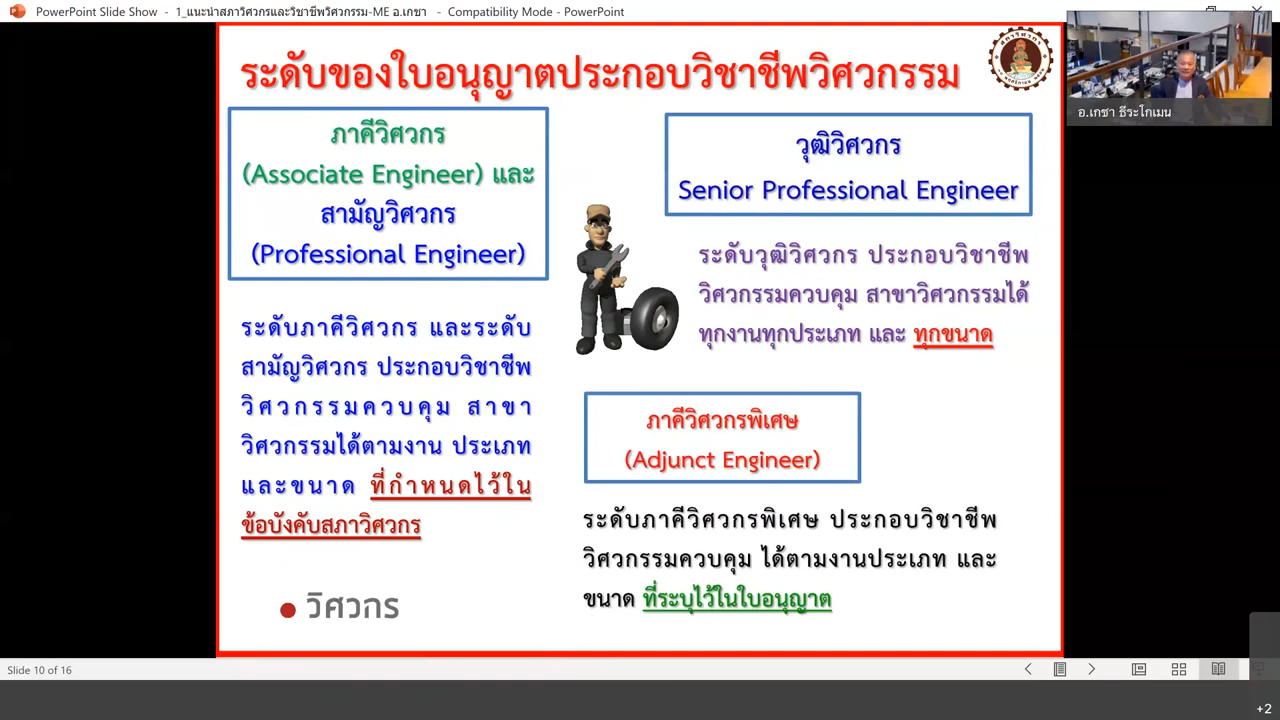 PowerPoint Slide Show - 1_แนะนำสภาวิศวกรและวิชาชีพวิศวกรรม-ME อ.เกชา - Compatibility Mode - PowerPoint
ระดับของใบอนุญาตประกอบวิชาชีพวิศวกรรม
สภาวิศวกร
อ.เกชา ธีระโกเมน
ภาคีวิศวกร
(Associate Engineer) และ
สามัญวิศวกร
(Professional Engineer)
ระดับภาคีวิศวกร และระดับ
สามัญวิศวกร ประกอบวิชาชีพ
วิศวกรรมควบคุม สาขา
วิศวกรรมได้ตามงาน ประเภท
และขนาด ที่กำหนดไว้ใน
ข้อบังคับสภาวิศวกร
วิศวกร
วุฒิวิศวกร
Senior Professional Engineer
ระดับวุฒิวิศวกร ประกอบวิชาชีพ
วิศวกรรมควบคุม สาขาวิศวกรรมได้
ทุกงานทุกประเภท และ ทุกขนาด
ภาคีวิศวกรพิเศษ
(Adjunct Engineer)
ระดับภาคีวิศวกรพิเศษ ประกอบวิชาชีพ
วิศวกรรมควบคุม ได้ตามงานประเภท และ
ขนาด ที่ระบุไว้ในใบอนุญาต
Slide 10 of 16
+2